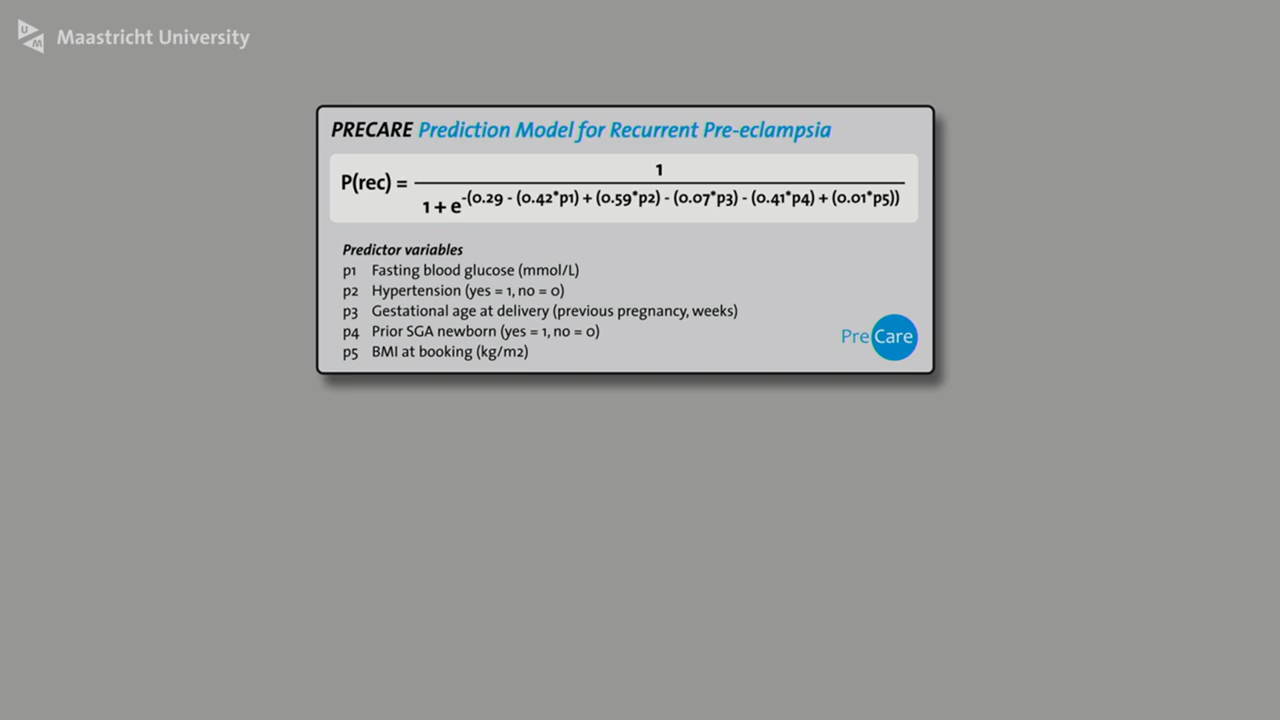 UM Maastricht University
PRECARE Prediction Model for Recurrent Pre-eclampsia
P(rec) = 1
1 + e-(0.29 - (0.42*p1) + (0.59*p2) - (0.07*p3) - (0.41*p4) + (0.01*p5))
Predictor variables
p1 Fasting blood glucose (mmol/L)
p2 Hypertension (yes = 1, no = 0)
p3 Gestational age at delivery (previous pregnancy, weeks)
p4 Prior SGA newborn (yes = 1, no = 0)
p5 BMI at booking (kg/m2)
PreCare